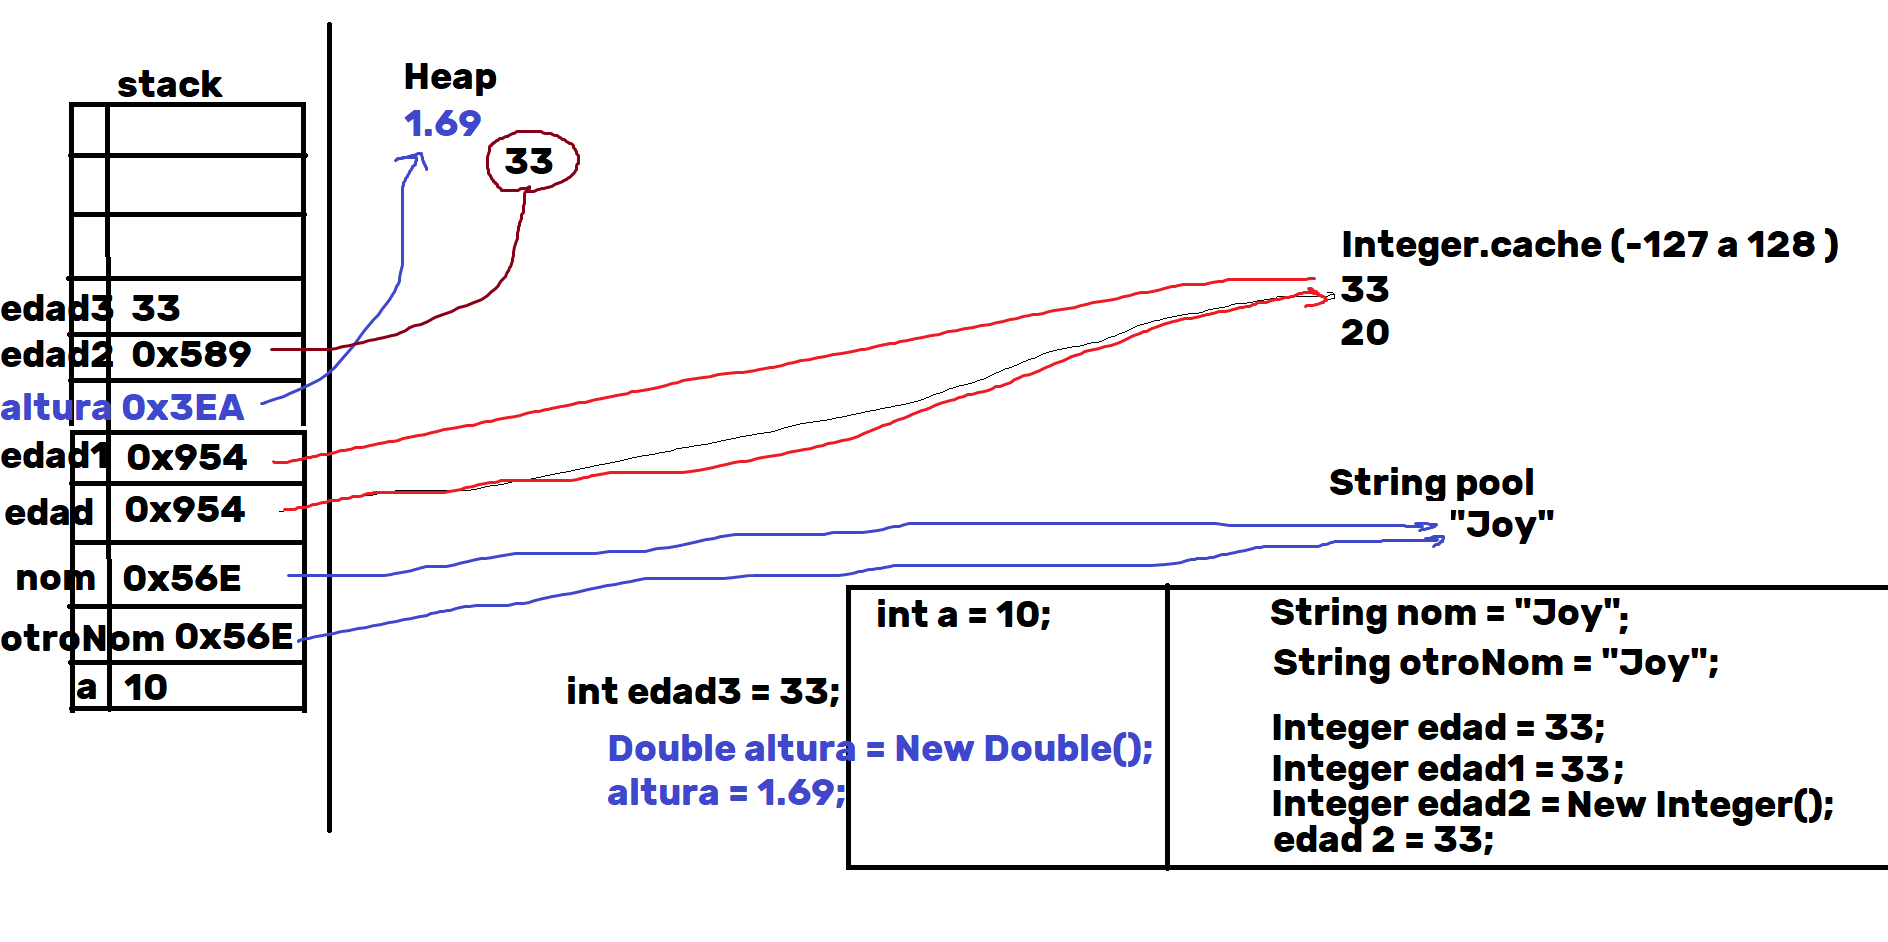 stack
edad3 33
edad2 0x589
altura 0x3EA
edad1 0x954
edad 0x954
nom 0x56E
otroNom 0x56E
a 10
Heap
1.69
33
Integer.cache (-127 a 128 )
33
20
String pool
"Joy"
int edad3 = 33;
Double altura = New Double();
altura = 1.69;
int a = 10;
String nom = "Joy";
String otroNom = "Joy";
Integer edad = 33;
Integer edad1 = 33;
Integer edad2 = New Integer();
edad 2 = 33;